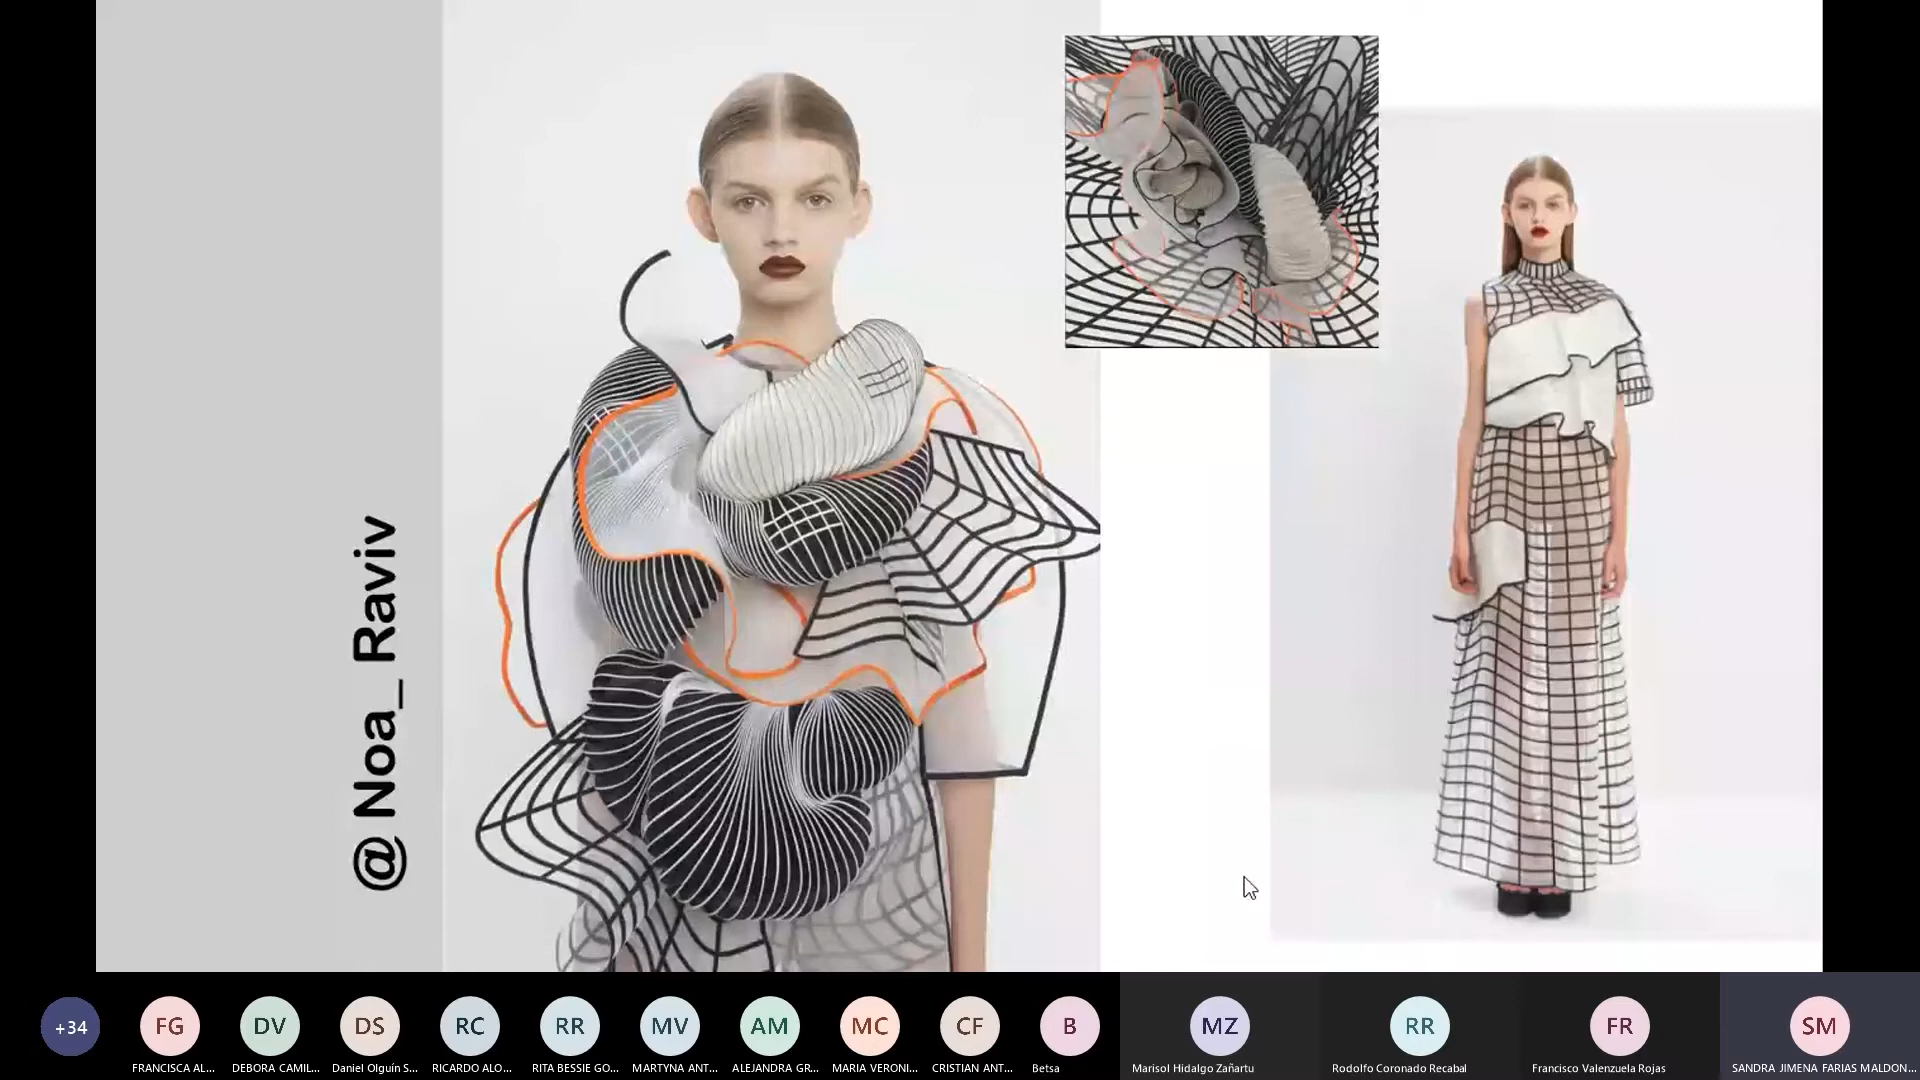 @Noa_Raviv
+34
FG
DV
DS
RC
RR
MV
AM
MC
CF
B
MZ
RR
FR
SM
FRANCISCA AL...
DEBORA CAMIL...
Daniel Olguín S...
RICARDO ALO...
RITA BESSIE GO...
MARTYNA ANT...
ALEJANDRA GR...
MARIA VERONI...
CRISTIAN ANT...
Betsa
Marisol Hidalgo Zañartu
Rodolfo Coronado Recabal
Francisco Valenzuela Rojas
SANDRA JIMENA FARIAS MALDON...